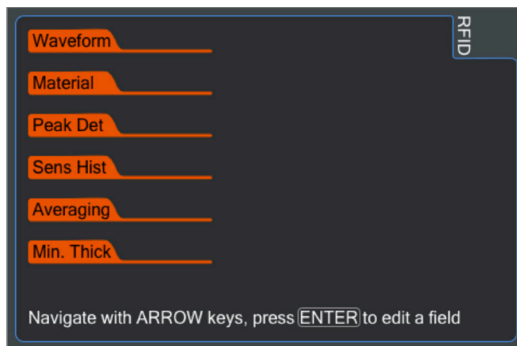 RFID
Waveform
Material
Peak Det
Sens Hist
Averaging
Min. Thick
Navigate with ARROW keys, press ENTER to edit a field